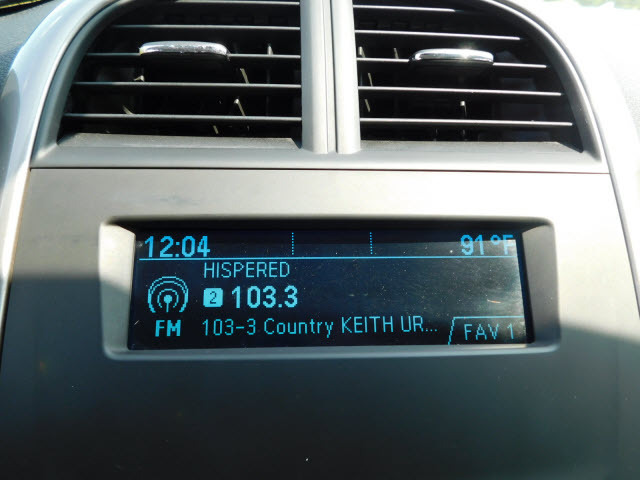 12:04 91°F
HISPERED
2 103.3
FM 103-3 Country KEITH UR... FAV 1